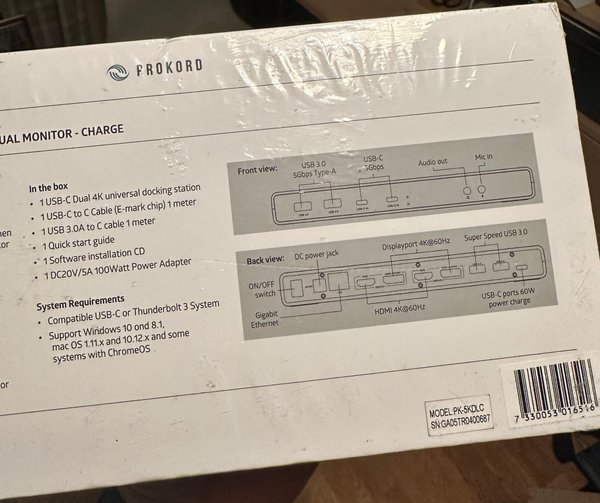 PROKORD
UAL MONITOR - CHARGE
In the box
• 1 USB-C Dual 4K universal docking station
• 1 USB-C to C Cable (E-mark chip) 1 meter
• 1 USB 3.0A to C cable 1 meter
• 1 Quick start guide
• 1 Software installation CD
• 1 DC20V/5A 100Watt Power Adapter
System Requirements
• Compatible USB-C or Thunderbolt 3 System
• Support Windows 10 ond 8.1,
mac OS 1.11.x and 10.12.x and some
systems with ChromeOS
Front view:
USB 3.0
5Gbps Type-A
USB-C
5Gbps
Audio out
Mic in
Back view:
DC power jack
Displayport 4K@60Hz
Super Speed USB 3.0
ON/OFF
switch
Gigabit
Ethernet
HDMI 4K@60Hz
USB-C ports 60W
power charge
MODEL:PK-5KDLC
SN:GA05TR0400687
7 330053 016516